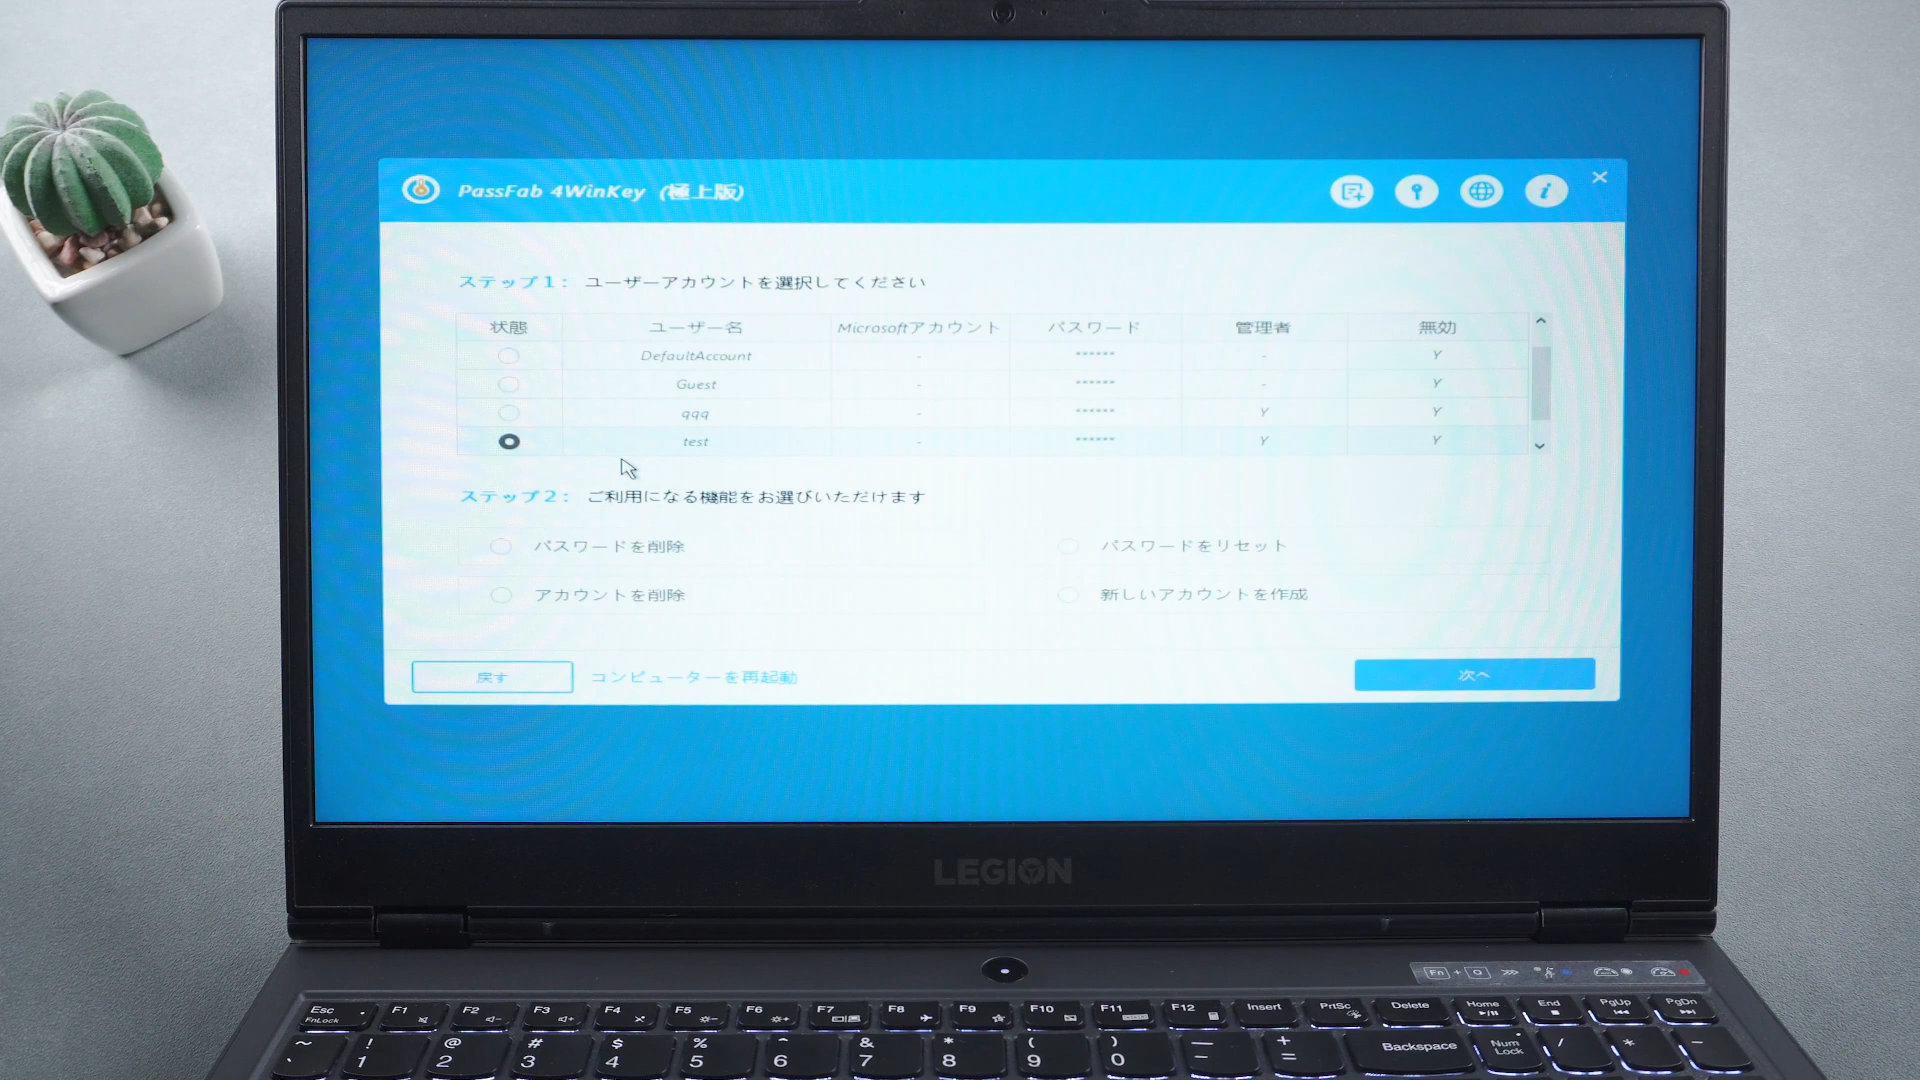 PassFab 4WinKey (極上版)
ステップ1： ユーザーアカウントを選択してください
状態 ユーザー名 Microsoftアカウント パスワード 管理者 無効
DefaultAccount - ****** - Y
Guest - ****** - Y
qqq - ****** Y Y
test - ****** Y Y
ステップ2： ご利用になる機能をお選びいただけます
パスワードを削除 パスワードをリセット
アカウントを削除 新しいアカウントを作成
戻す コンピューターを再起動 次へ
LEGION
Fn + Q
Esc F1 F2 F3 F4 F5 F6 F7 F8 F9 F10 F11 F12 Insert PrtSc Delete Home End PgUp PgDn
FnLock
~ ! @ # $ % ^ & * ( ) — + Backspace Num Lock / * -
` 1 2 3 4 5 6 7 8 9 0 - =